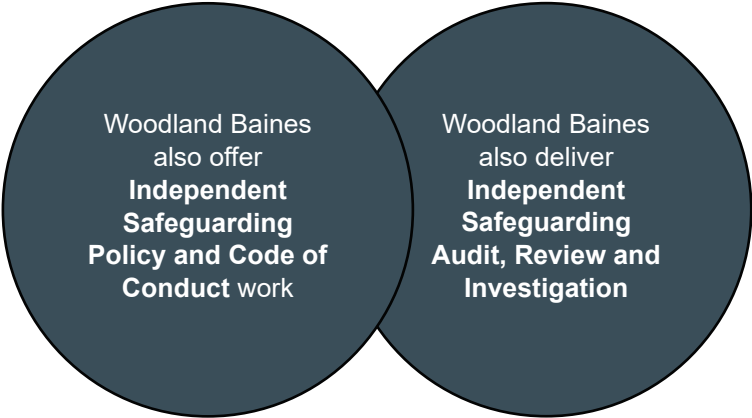 Woodland Baines
also offer
Independent
Safeguarding
Policy and Code of
Conduct work
Woodland Baines
also deliver
Independent
Safeguarding
Audit, Review and
Investigation